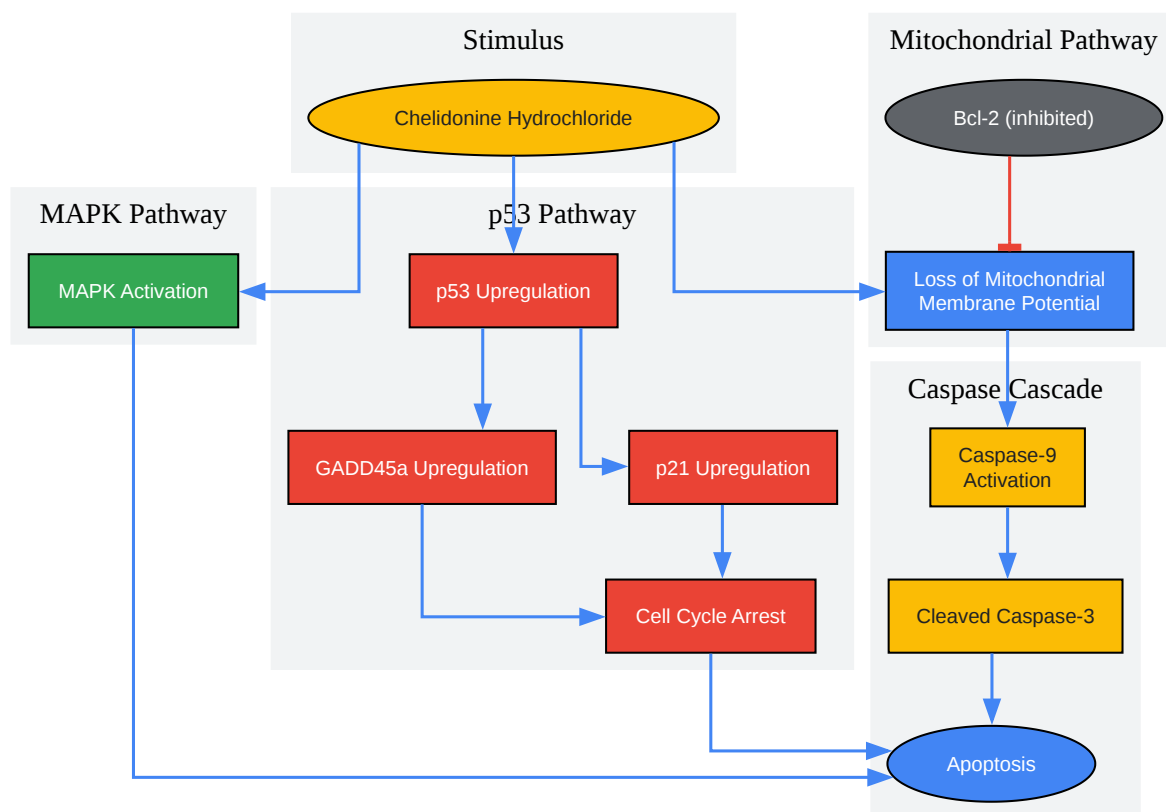 Stimulus
Chelidonine Hydrochloride
Mitochondrial Pathway
Bcl-2 (inhibited)
MAPK Pathway
MAPK Activation
p53 Pathway
p53 Upregulation
Loss of Mitochondrial
Membrane Potential
GADD45a Upregulation
p21 Upregulation
Cell Cycle Arrest
Caspase Cascade
Caspase-9
Activation
Cleaved Caspase-3
Apoptosis